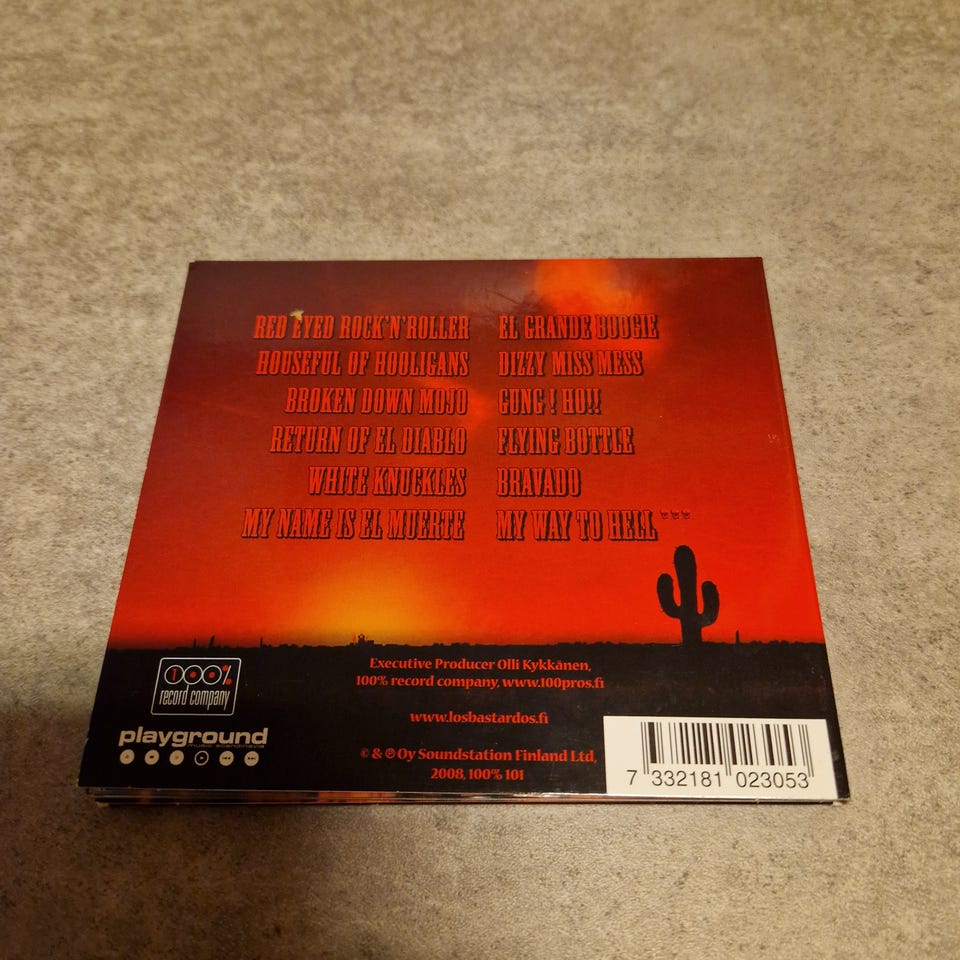 RED EYED ROCK'N'ROLLER
HOUSEFUL OF HOOLIGANS
BROKEN DOWN MOJO
RETURN OF EL DIABLO
WHITE KNUCKLES
MY NAME IS EL MUERTE
EL GRANDE BOOGIE
DIZZY MISS MESS
GUNG! HO!!
FLYING BOTTLE
BRAVADO
MY WAY TO HELL
100%
record company
playground
music scandinavia
Executive Producer Olli Kykkänen,
100% record company, www.100pros.fi
www.losbastardos.fi
© & ℗ Oy Soundstation Finland Ltd,
2008, 100% 101
7 332181 023053